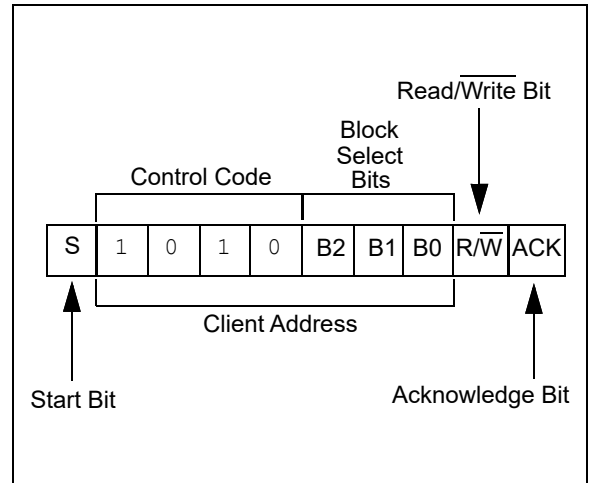 Read/Write Bit
Block
Select
Bits
Control Code
S 1 0 1 0 B2 B1 B0 R/W ACK
Client Address
Start Bit
Acknowledge Bit